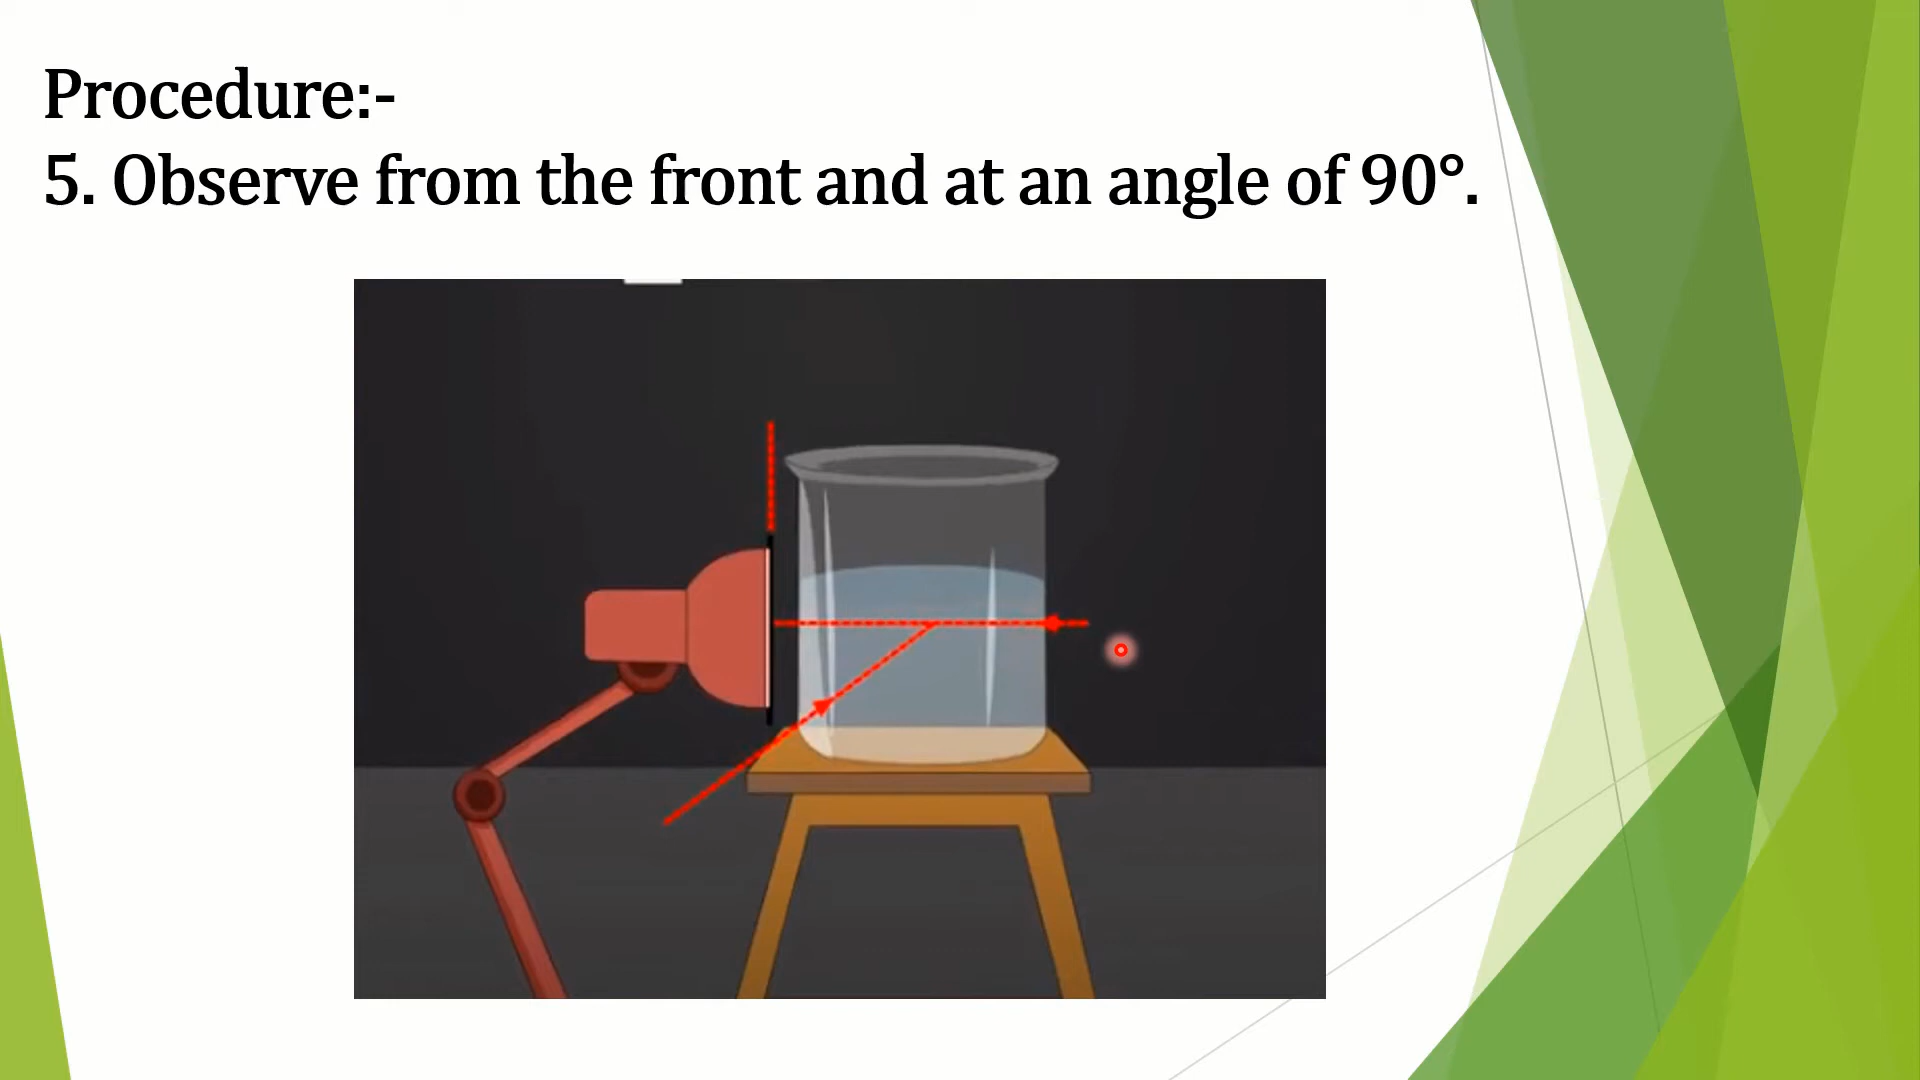 Procedure:-
5. Observe from the front and at an angle of 90°.